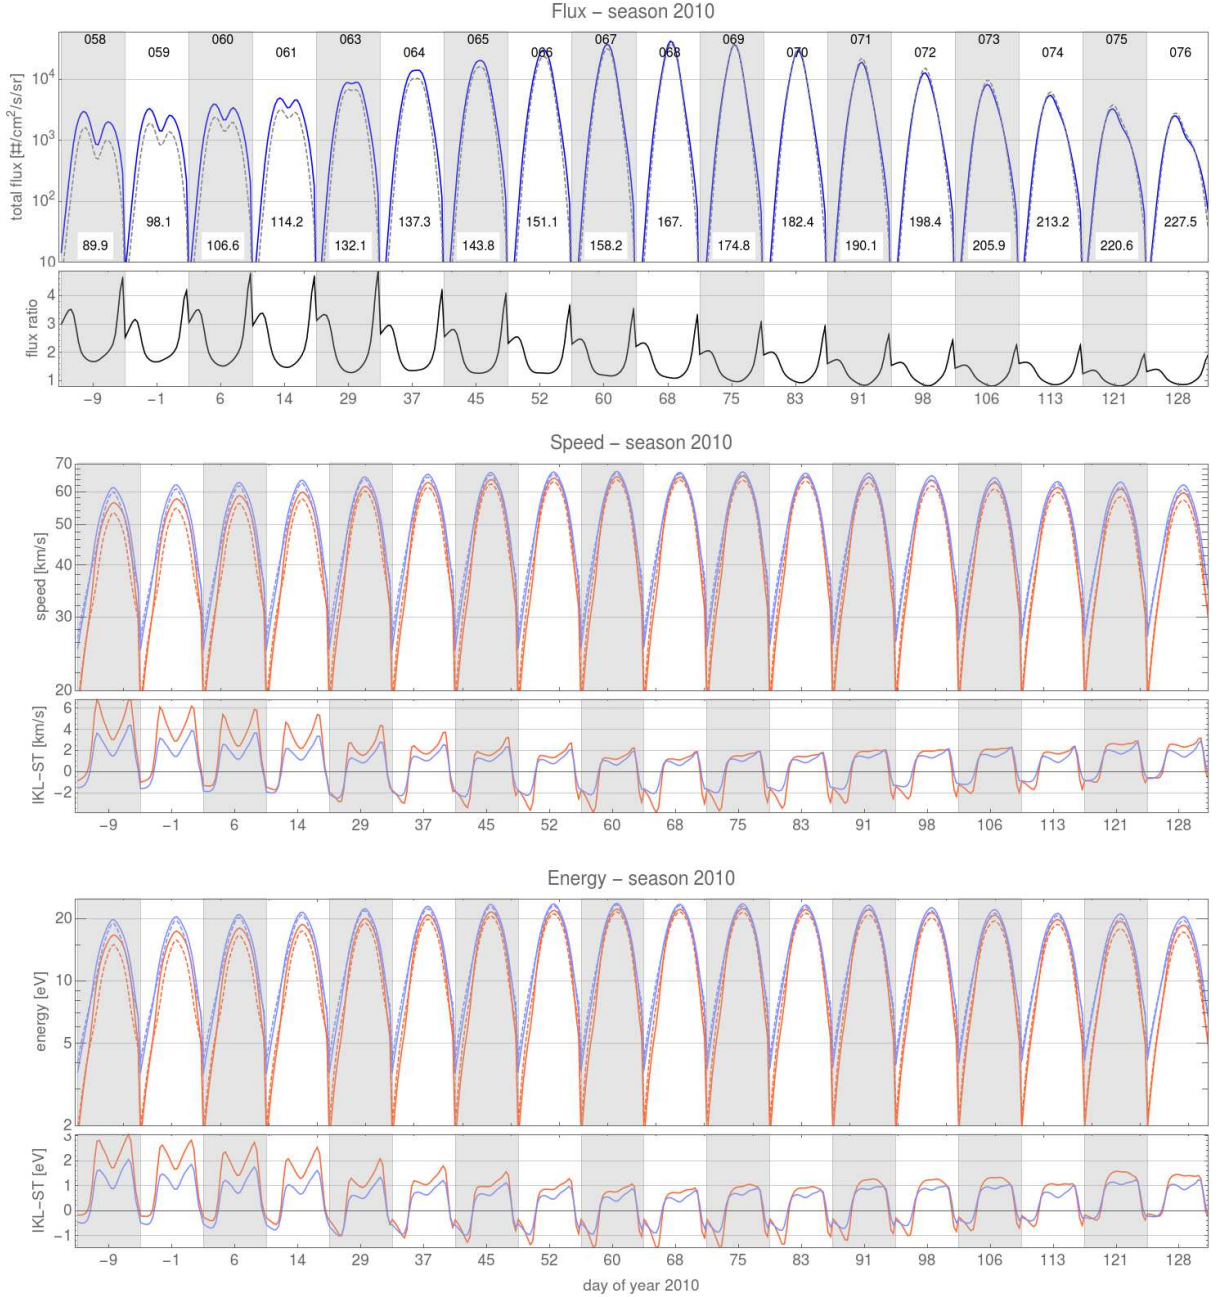 Flux – season 2010
058 060 063 065 067 069 071 073 075
059 061 064 066 068 070 072 074 076
total flux [#/cm²/s/sr]
10⁴
10³
10²
10
98.1 114.2 137.3 151.1 167. 182.4 198.4 213.2 227.5
89.9 106.6 132.1 143.8 158.2 174.8 190.1 205.9 220.6
flux ratio
4
3
2
1
−9 −1 6 14 29 37 45 52 60 68 75 83 91 98 106 113 121 128
Speed – season 2010
speed [km/s]
70
60
50
40
30
20
IKL–ST [km/s]
6
4
2
0
−2
−9 −1 6 14 29 37 45 52 60 68 75 83 91 98 106 113 121 128
Energy – season 2010
energy [eV]
20
10
5
2
IKL–ST [eV]
3
2
1
0
−1
−9 −1 6 14 29 37 45 52 60 68 75 83 91 98 106 113 121 128
day of year 2010